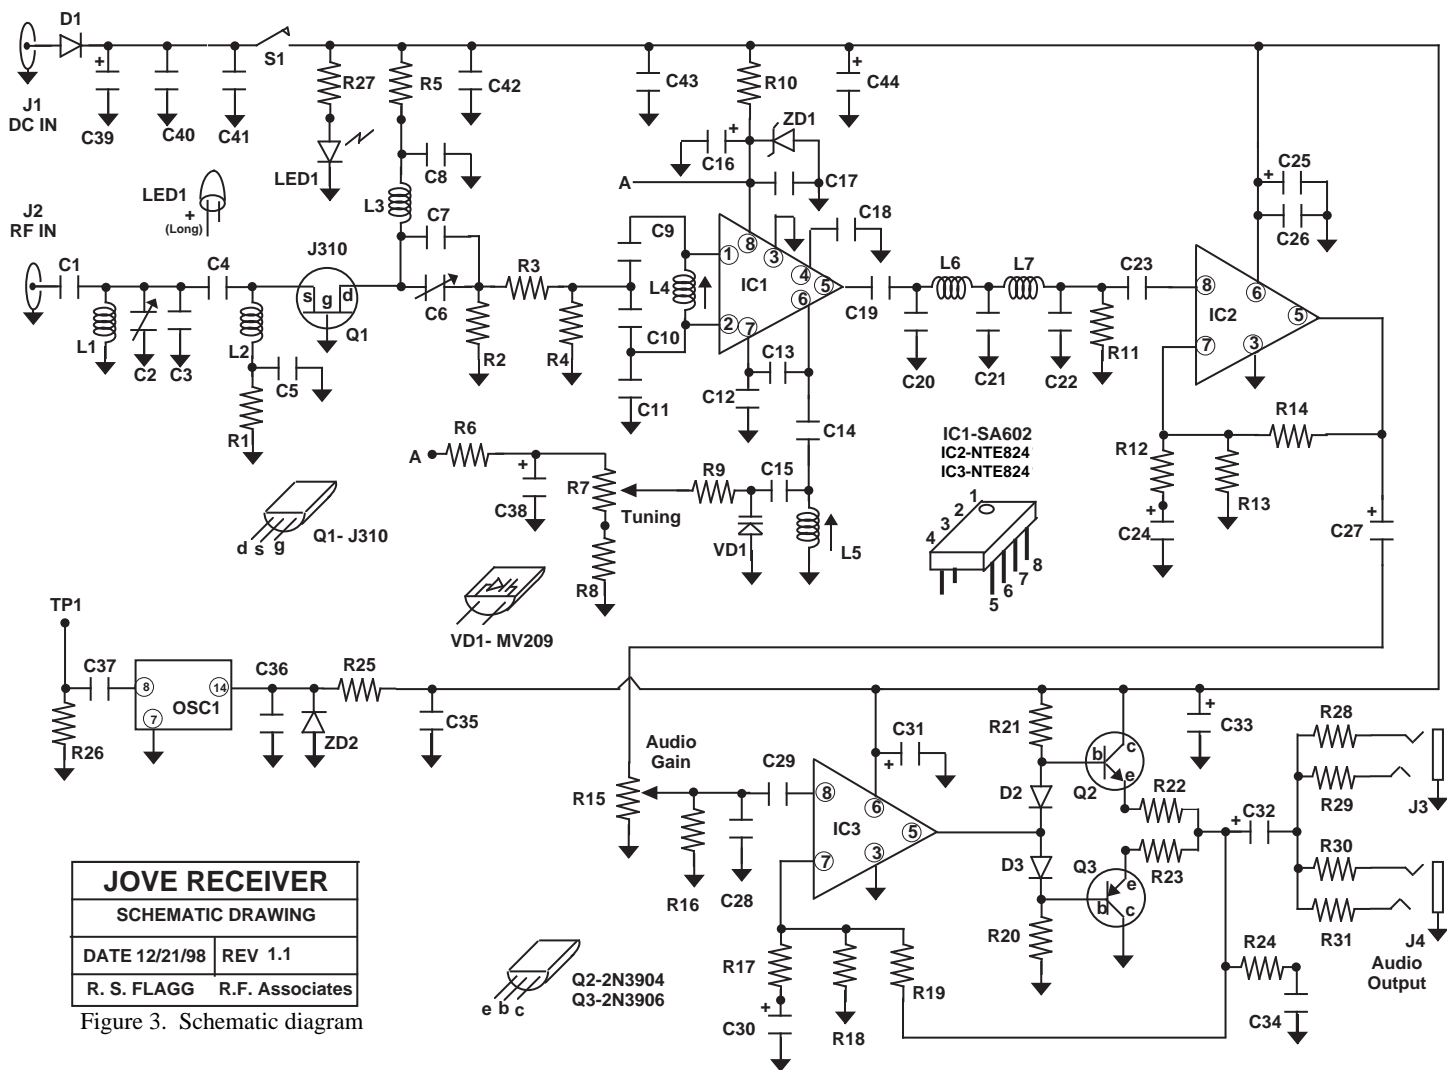 D1
S1
J1
DC IN
C39
C40
C41
R27
LED1
R5
C42
C43
R10
C44
ZD1
C16
C17
A
C8
L3
C7
LED1
+
(Long)
J2
RF IN
C1
C4
J310
s g d
Q1
L1
C2
C3
L2
C5
R1
C6
R2
R3
R4
C9
C10
C11
L4
1
2
8
3
4
5
6
7
IC1
C18
C19
C12
C13
C14
L6
L7
C20
C21
C22
R11
C23
8
7
6
5
3
IC2
C25
C26
R14
R12
R13
C24
C27
A
R6
C38
R7
Tuning
R8
R9
C15
VD1
L5
IC1-SA602
IC2-NTE824
IC3-NTE824
1
2
3
4
8
7
6
5
d s g
Q1- J310
VD1- MV209
TP1
C37
R26
8
14
7
OSC1
C36
ZD2
R25
C35
R15
Audio
Gain
R16
C28
C29
8
7
6
5
3
IC3
C31
R17
C30
R18
R19
R21
D2
D3
R20
b
c
e
Q2
Q3
e
b
c
R22
R23
C33
C32
R28
R29
R30
R31
J3
J4
Audio
Output
R24
C34
e b c
Q2-2N3904
Q3-2N3906
JOVE RECEIVER
SCHEMATIC DRAWING
DATE 12/21/98 REV 1.1
R. S. FLAGG R.F. Associates
Figure 3. Schematic diagram